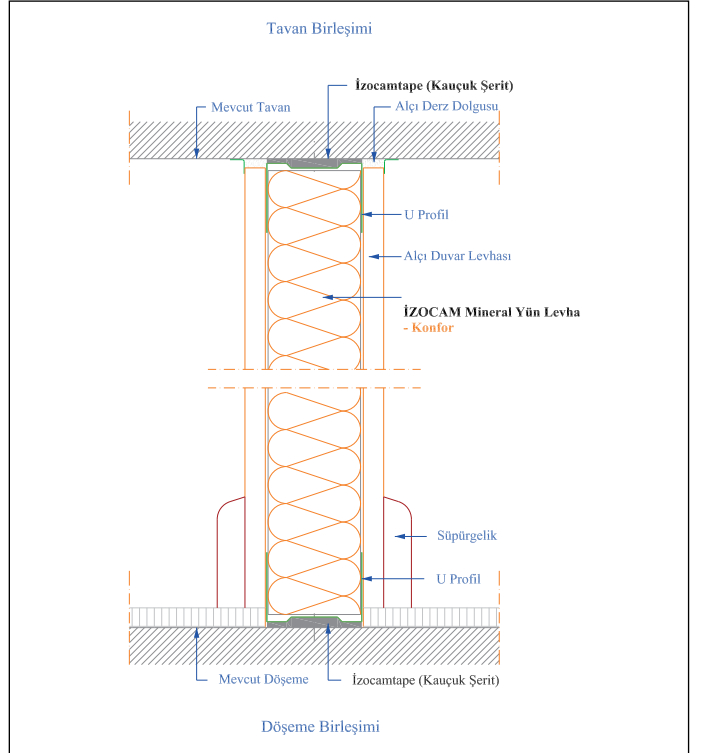 Tavan Birleşimi
İzocamtape (Kauçuk Şerit)
Mevcut Tavan
Alçı Derz Dolgusu
U Profil
Alçı Duvar Levhası
İZOCAM Mineral Yün Levha
- Konfor
Süpürgelik
U Profil
Mevcut Döşeme
İzocamtape (Kauçuk Şerit)
Döşeme Birleşimi